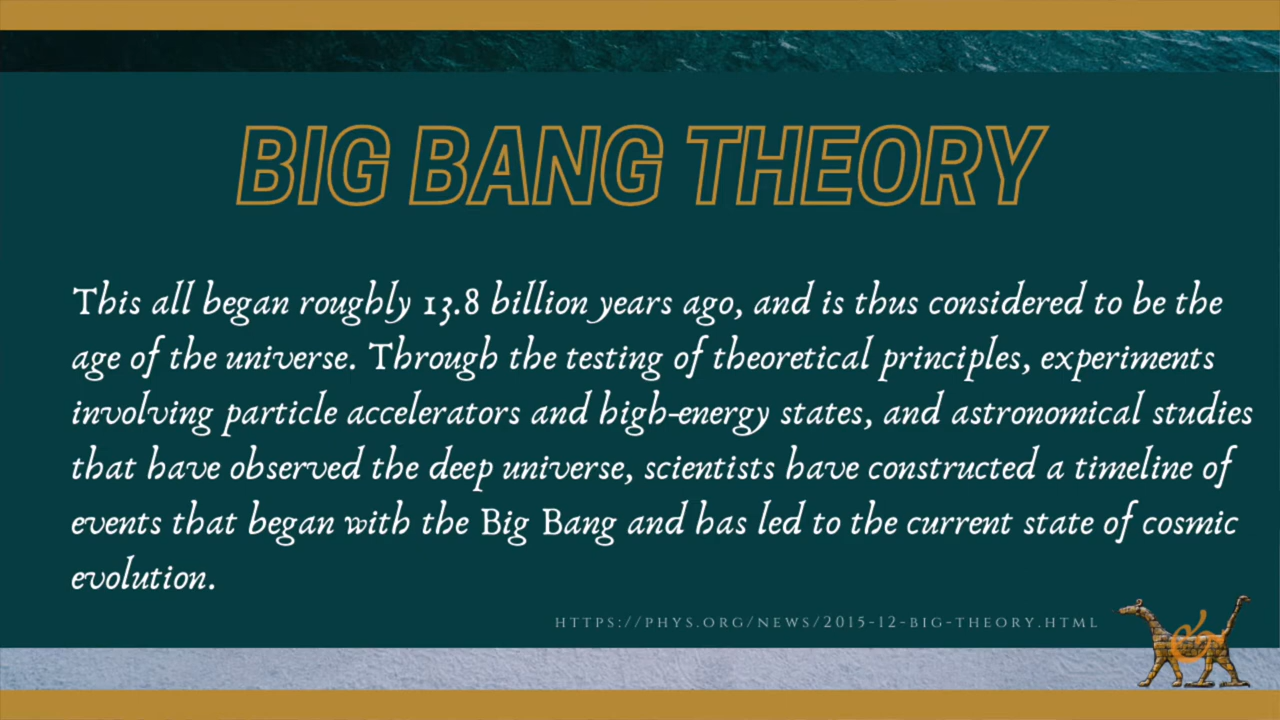 BIG BANG THEORY
This all began roughly 13.8 billion years ago, and is thus considered to be the
age of the universe. Through the testing of theoretical principles, experiments
involving particle accelerators and high-energy states, and astronomical studies
that have observed the deep universe, scientists have constructed a timeline of
events that began with the Big Bang and has led to the current state of cosmic
evolution.
HTTPS://PHYS.ORG/NEWS/2015-12-BIG-THEORY.HTML